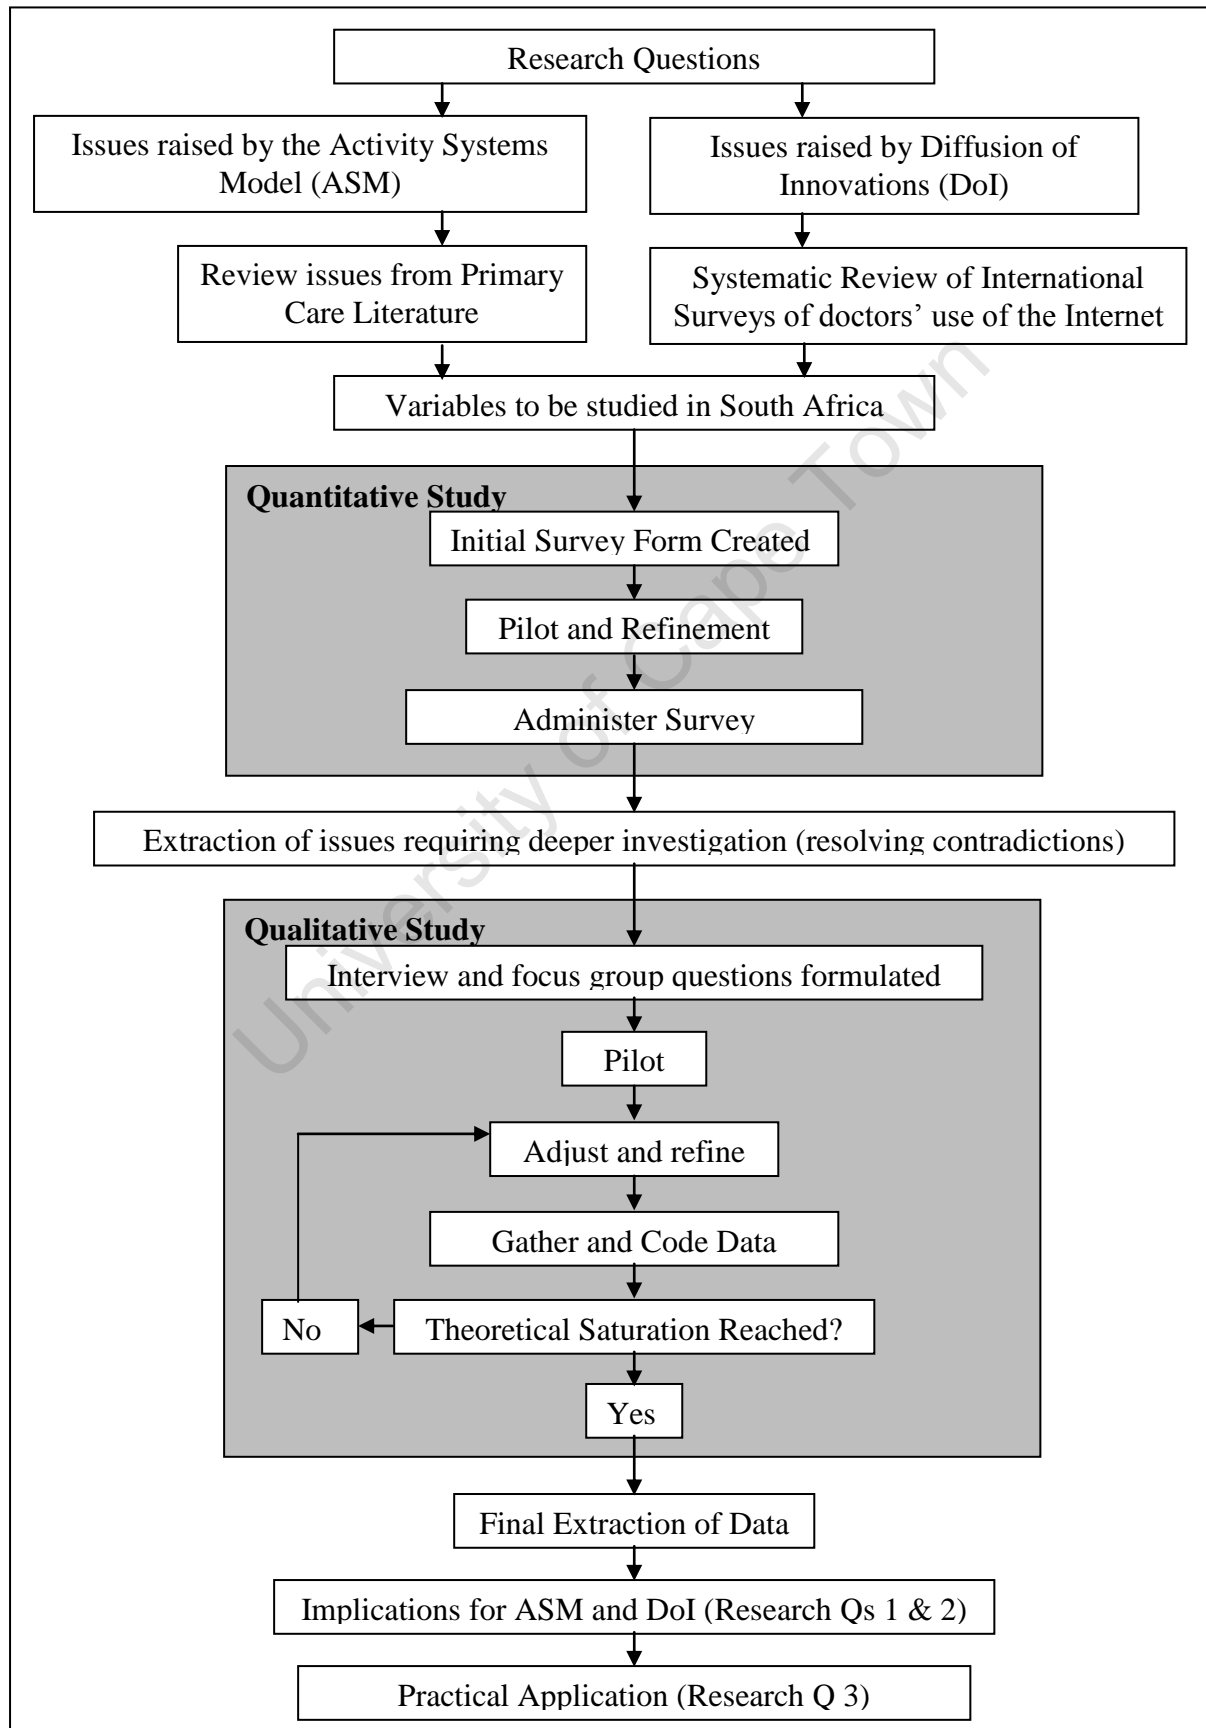 Research Questions
Issues raised by the Activity Systems
Model (ASM)
Issues raised by Diffusion of
Innovations (DoI)
Review issues from Primary
Care Literature
Systematic Review of International
Surveys of doctors’ use of the Internet
Variables to be studied in South Africa
Quantitative Study
Initial Survey Form Created
Pilot and Refinement
Administer Survey
Extraction of issues requiring deeper investigation (resolving contradictions)
Qualitative Study
Interview and focus group questions formulated
Pilot
Adjust and refine
Gather and Code Data
No
Theoretical Saturation Reached?
Yes
Final Extraction of Data
Implications for ASM and DoI (Research Qs 1 & 2)
Practical Application (Research Q 3)
University of Cape Town